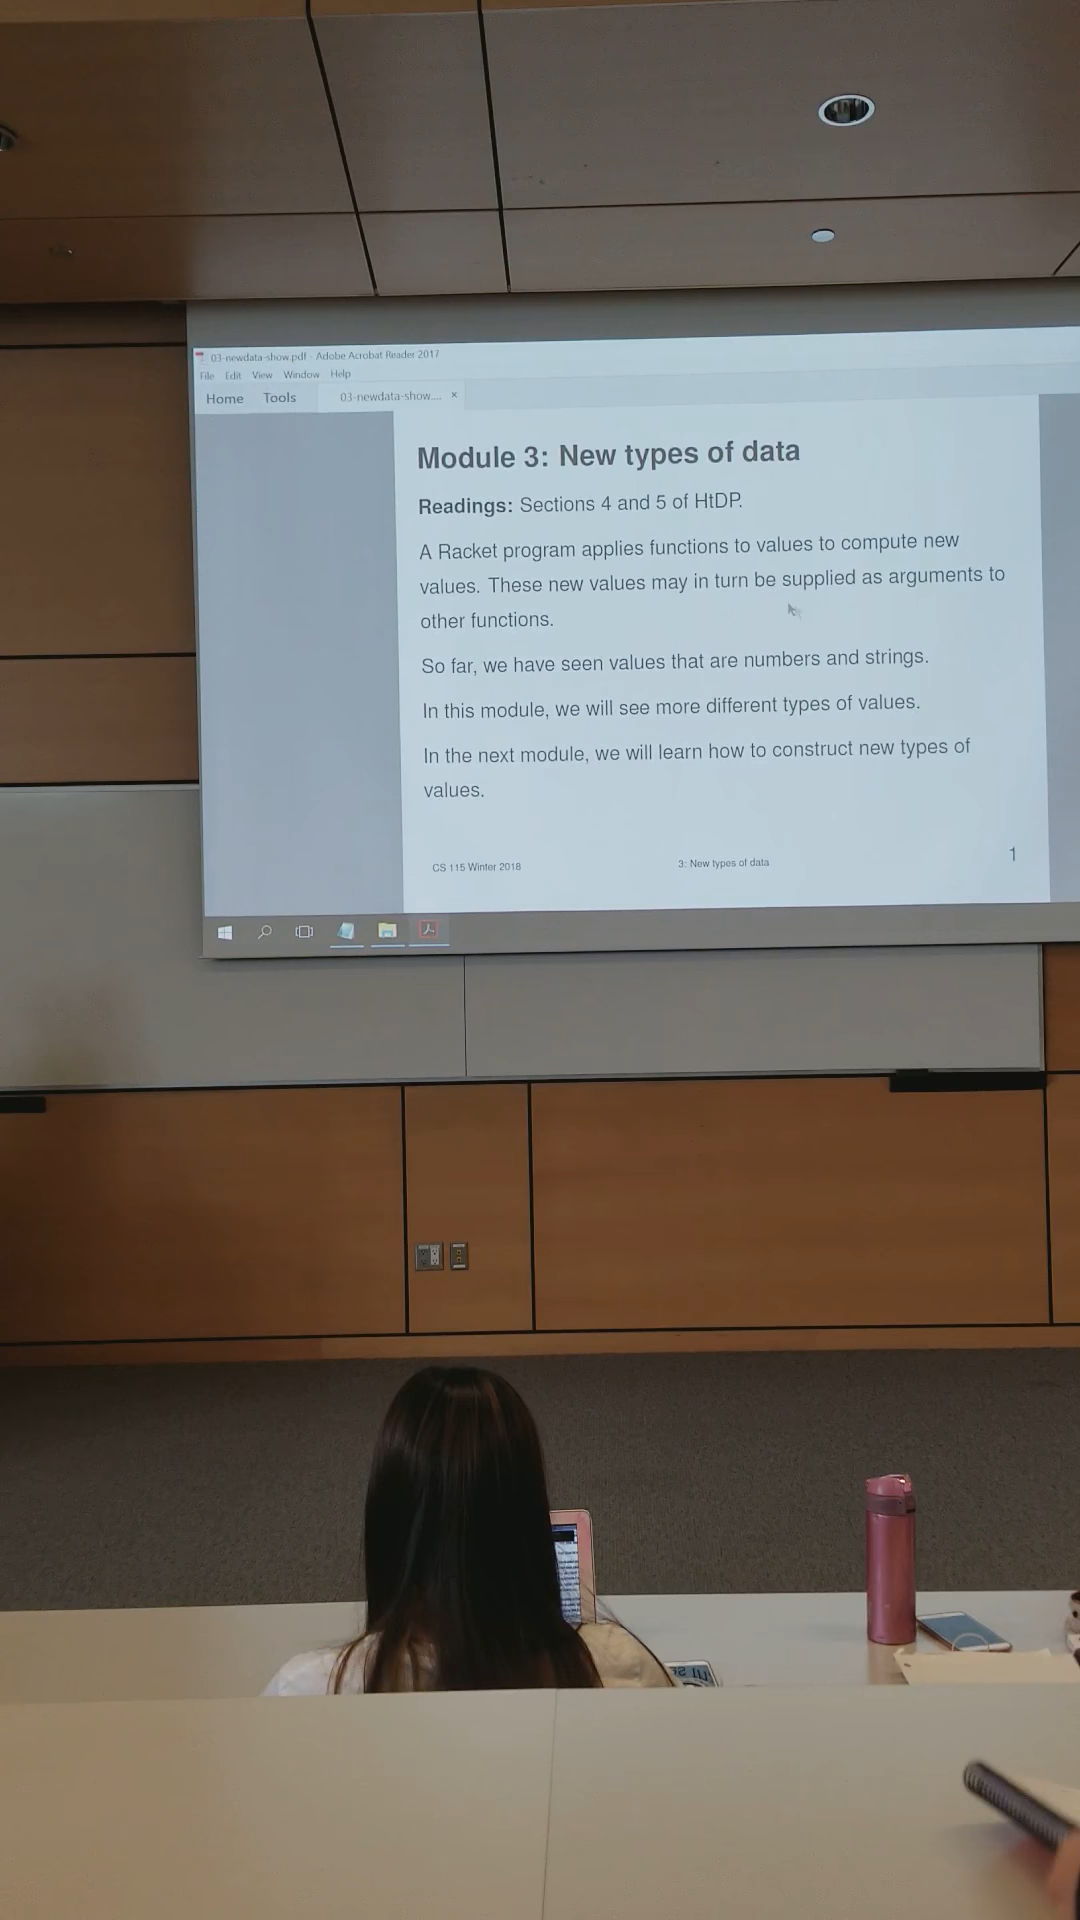 03-newdata-show.pdf - Adobe Acrobat Reader 2017
File Edit View Window Help
Home Tools 03-newdata-show.... ×
Module 3: New types of data
Readings: Sections 4 and 5 of HtDP.
A Racket program applies functions to values to compute new
values. These new values may in turn be supplied as arguments to
other functions.
So far, we have seen values that are numbers and strings.
In this module, we will see more different types of values.
In the next module, we will learn how to construct new types of
values.
CS 115 Winter 2018 3: New types of data 1